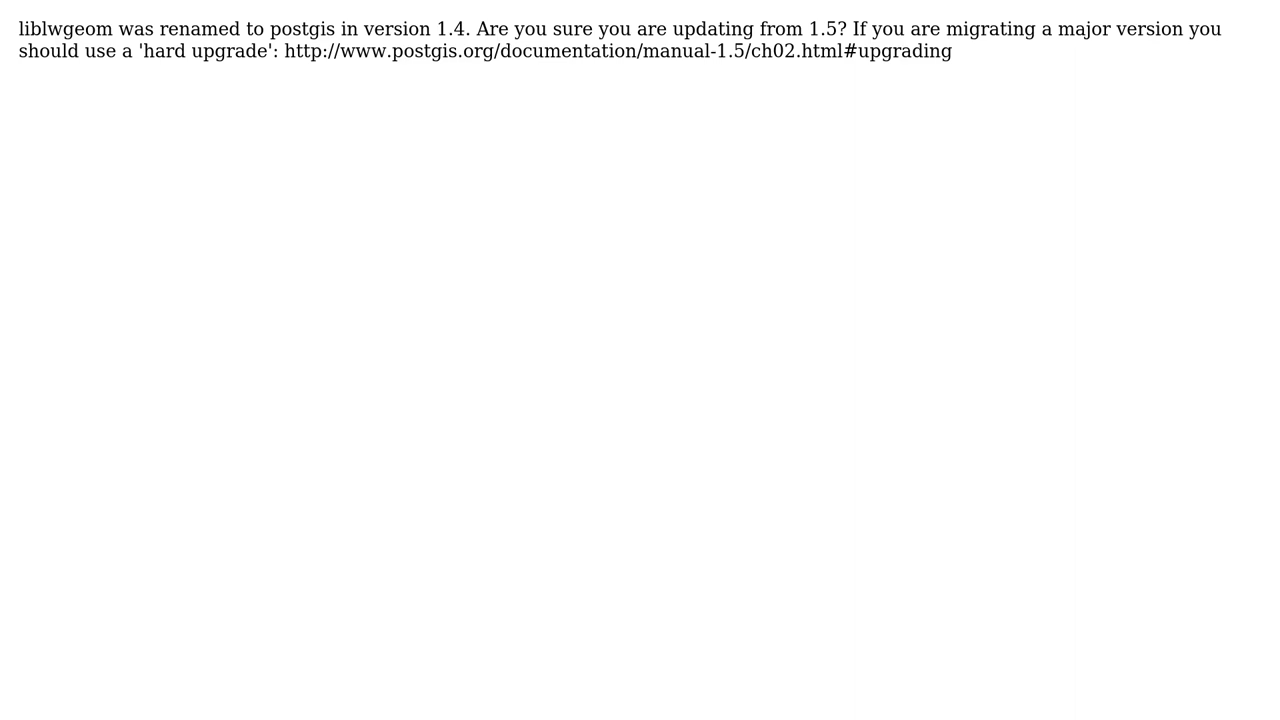 liblwgeom was renamed to postgis in version 1.4. Are you sure you are updating from 1.5? If you are migrating a major version you
should use a 'hard upgrade': http://www.postgis.org/documentation/manual-1.5/ch02.html#upgrading